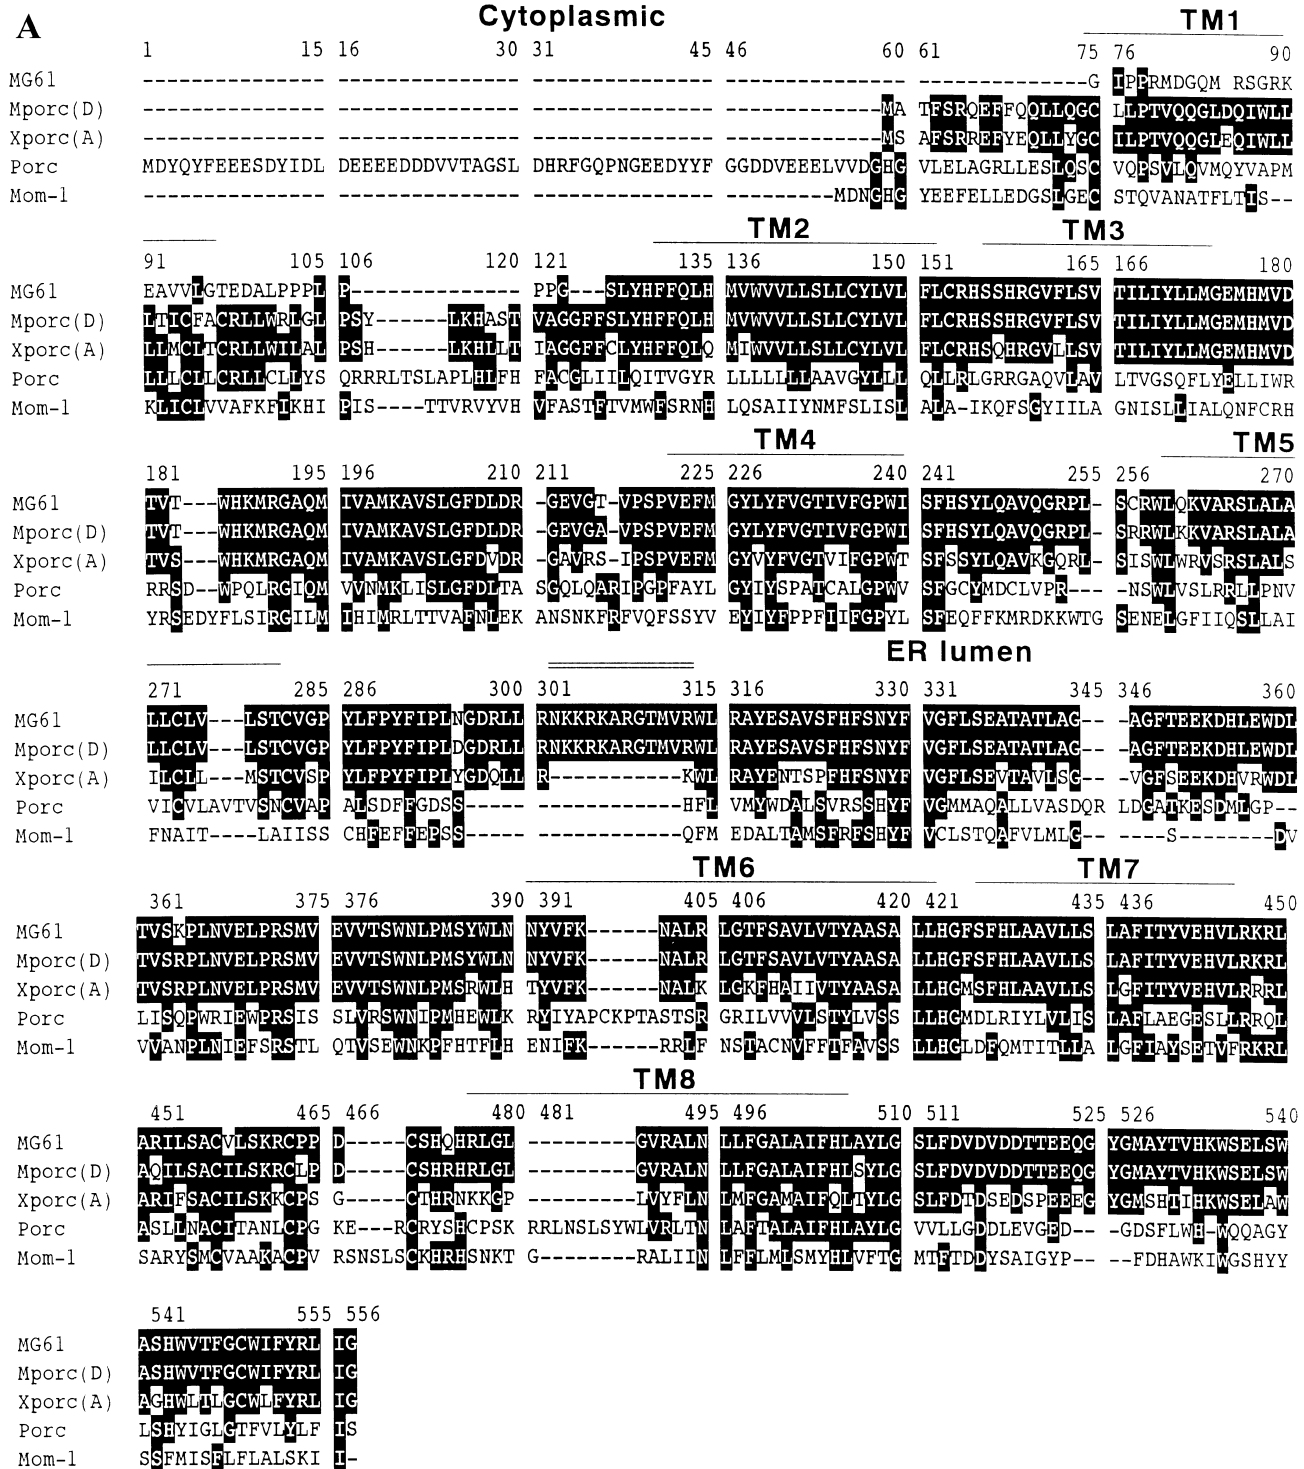 A
Cytoplasmic TM1
1 15 16 30 31 45 46 60 61 75 76 90
MG61 ------------------------------------------------------------ --------------G IPPRMDGQM RSGRK
Mporc(D) --------------- --------------- --------------- -------------MA TFSRQEFFQQLLQGC LLPTVQQGLDQIWLL
Xporc(A) --------------- --------------- --------------- -------------MS AFSRREFYEQLLYGC ILPTVQQGLEQIWLL
Porc MDYQYFEEESDYIDL DEEEEDDDVVTAGSL DHRFGQPNGEEDYYF GGDDVEEELVVDGHG VLELAGRLLESLQSC VQPSVLQVMQYVAPM
Mom-1 --------------- --------------- --------------- ---------MDNGHG YEEFELLEDGSLGEC STQVANATFLTIS--
TM2 TM3
91 105 106 120 121 135 136 150 151 165 166 180
MG61 EAVVLGTEDALPPPL P-------------- PPG---SLYHFFQLH MVWVVLLSLLCYLVL FLCRHSSHRGVFLSV TILIYLLMGEMHMVD
Mporc(D) LTICFACRLLWRLGL PSY------LKHAST VAGGFFSLYHFFQLH MVWVVLLSLLCYLVL FLCRHSSHRGVFLSV TILIYLLMGEMHMVD
Xporc(A) LLMCLTCRLLWILAL PSH------LKHLLT IAGGFFCLYHFFQLQ MIWVVLLSLLCYLVL FLCRHSQHRGVLLSV TILIYLLMGEMHMVD
Porc LLLCLLCRLLCLLYS QRRRLTSLAPLHLFH FACGLIILQITVGYR LLLLLLLAAVGYLLL QLLRLGRRGAQVLAV LTVGSQFLYELLIWR
Mom-1 KLICLVVAFKFIKHI PIS----TTVRVYVH VFASTFTVMWFSRNH LQSAIIYNMFSLISL ALA-IKQFSGYIILA GNISLLIALQNFCRH
TM4 TM5
181 195 196 210 211 225 226 240 241 255 256 270
MG61 TVT---WHKMRGAQM IVAMKAVSLGFDLDR -GEVGT-VPSPVEFM GYLYFVGTIVFGPWI SFHSYLQAVQGRPL- SCRWLQKVARSLALA
Mporc(D) TVT---WHKMRGAQM IVAMKAVSLGFDLDR -GEVGA-VPSPVEFM GYLYFVGTIVFGPWI SFHSYLQAVQGRPL- SRRWLKKVARSLALA
Xporc(A) TVS---WHKMRGAQM IVAMKAVSLGFDVDR -GAVRS-IPSPVEFM GYVYFVGTVIFGPWT SFSSYLQAVKGQRL- SISWLWRVSRSLALS
Porc RRSD--WPQLRGIQM VVNMKLISLGFDLTA SGQLQARIPGPFAYL GYIYSPATCALGPWV SFGCYMDCLVPR--- -NSWLVSLRRLLPNV
Mom-1 YRSEDYFLSIRGILM IHIMRLTTVAFNLEK ANSNKFRFVQFSSYV EYIYFPPFIIFGPYL SFEQFFKMRDKKWTG SENELGFIIQSLLAI
ER lumen
271 285 286 300 301 315 316 330 331 345 346 360
MG61 LLCLV---LSTCVGP YLFPYFIPLNGDRLL RNKKRKARGTMVRWL RAYESAVSFHFSNYF VGFLSEATATLAG-- -AGFTEEKDHLEWDL
Mporc(D) LLCLV---LSTCVGP YLFPYFIPLDGDRLL RNKKRKARGTMVRWL RAYESAVSFHFSNYF VGFLSEATATLAG-- -AGFTEEKDHLEWDL
Xporc(A) ILCLL---MSTCVSP YLFPYFIPLYGDQLL R-----------KWL RAYENTSPFHFSNYF VGFLSEVTAVLSG-- -VGFSEEKDHVRWDL
Porc VICVLAVTVSNCVAP ALSDFFGDSS----- ------------HFL VMYWDALSVRSSHYF VGMMAQALLVASDQR LDGATKESDMLGP--
Mom-1 FNAIT----LAIISS CHFEFFEPSS----- ------------QFM EDALTAMSFRFSHYF VCLSTQAFVLMLG-- ----S--------DV
TM6 TM7
361 375 376 390 391 405 406 420 421 435 436 450
MG61 TVSKPLNVELPRSMV EVVTSWNLPMSYWLN NYVFK------NALR LGTFSAVLVTYAASA LLHGFSFHLAAVLLS LAFITYVEHVLRKRL
Mporc(D) TVSRPLNVELPRSMV EVVTSWNLPMSYWLN NYVFK------NALR LGTFSAVLVTYAASA LLHGFSFHLAAVLLS LAFITYVEHVLRKRL
Xporc(A) TVSRPLNVELPRSMV EVVTSWNLPMSRWLH TYVFK------NALK LGKFHAIIVTYAASA LLHGMSFHLAAVLLS LGFITYVEHVLRRRL
Porc LISQPWRIEWPRSIS SLVRSWNIPMHEWLK RYIYAPCKPTASTSR GRILVVVLSTYLVSS LLHGMDLRIYLVLIS LAFLAEGESLLRRQL
Mom-1 VVANPLNIEFSRSTL QTVSEWNKPFHTFLH ENIFK------RRLF NSTACNVFFTFAVSS LLHGLDFQMTITLLA LGFIAYSETVFRKRL
TM8
451 465 466 480 481 495 496 510 511 525 526 540
MG61 ARILSACVLSKRCPP D-----CSHQHRLGL ---------GVRALN LLFGALAIFHLAYLG SLFDVDVDDTTEEQG YGMAYTVHKWSELSW
Mporc(D) AQILSACILSKRCLP D-----CSHRHRLGL ---------GVRALN LLFGALAIFHLSYLG SLFDVDVDDTTEEQG YGMAYTVHKWSELSW
Xporc(A) ARIFSACILSKKCPS G-----CTHRNKKGP ---------LVYFLN LMFGAMAIFQLTYLG SLFDTDSEDSPEEEG YGMSHTIHKWSELAW
Porc ASLLNACITANLCPG KE---RCRYSHCPSK RRLNSLSYWLVRLTN LAFTALAIFHLAYLG VVLLGDDLEVGED-- -GDSFLWH-WQQAGY
Mom-1 SARYSMCVAAKACPV RSNSLSCKHRHSNKT G--------RALIIN LFFLMLSMYHLVFTG MTFTDDYSAIGYP-- --FDHAWKIWGSHYY
541 555 556
MG61 ASHWVTFGCWIFYRL IG
Mporc(D) ASHWVTFGCWIFYRL IG
Xporc(A) AGHWLTLGCWLFYRL IG
Porc LSHYIGLGTFVLYLF IS
Mom-1 SSFMISFLFLALSKI I-